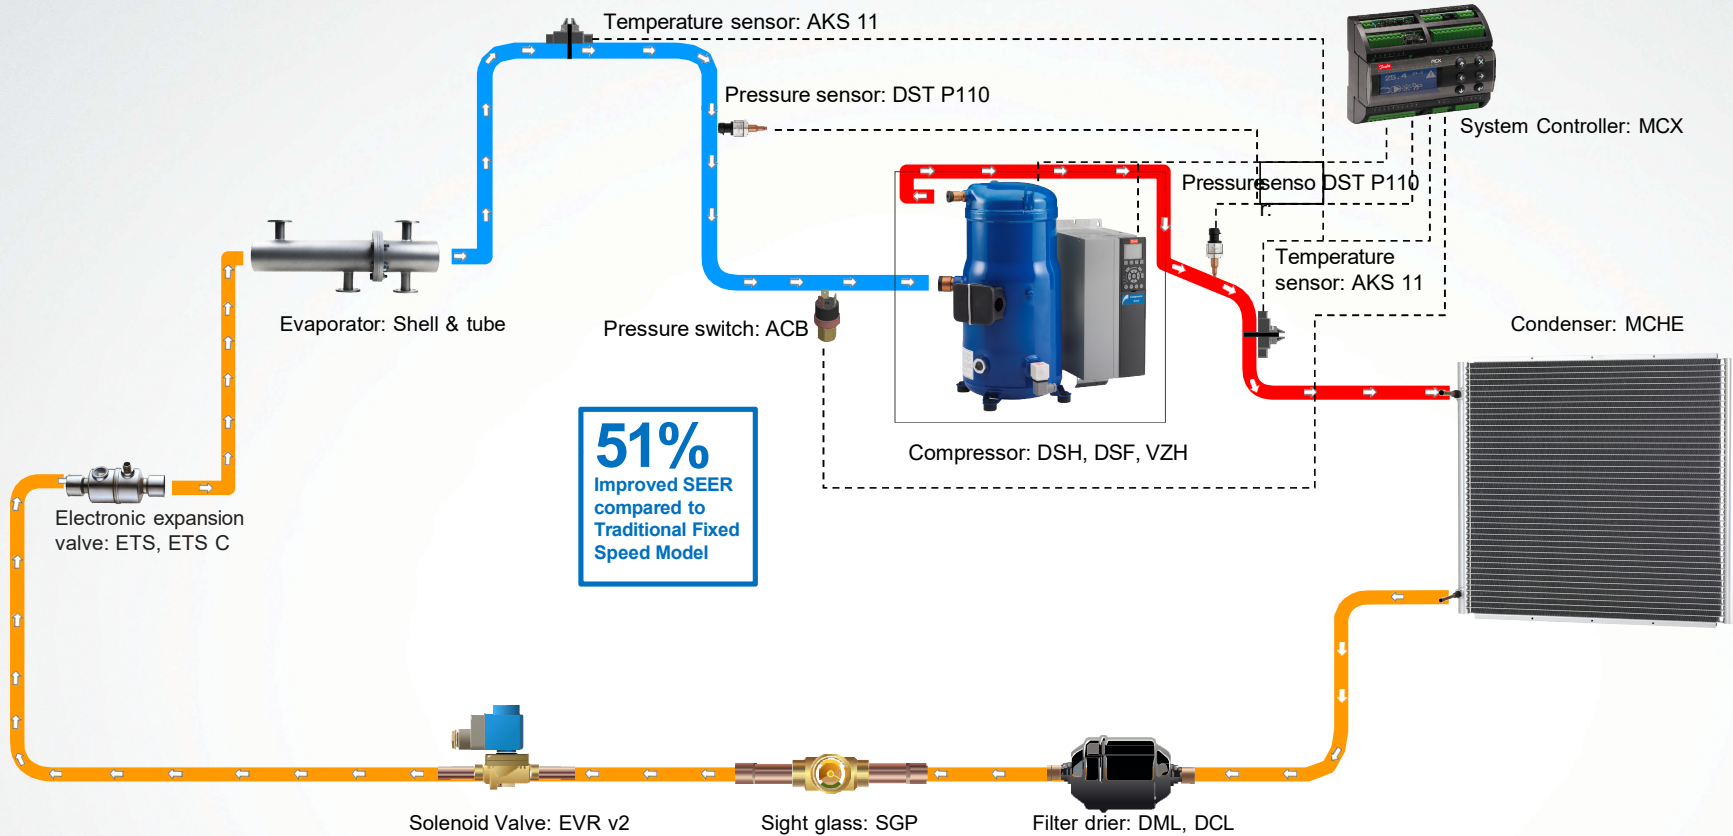 Temperature sensor: AKS 11
Pressure sensor: DST P110
System Controller: MCX
Pressure senso DST P110
r:
Temperature
sensor: AKS 11
Evaporator: Shell & tube
Pressure switch: ACB
Condenser: MCHE
51%
Improved SEER
compared to
Traditional Fixed
Speed Model
Compressor: DSH, DSF, VZH
Electronic expansion
valve: ETS, ETS C
Solenoid Valve: EVR v2
Sight glass: SGP
Filter drier: DML, DCL